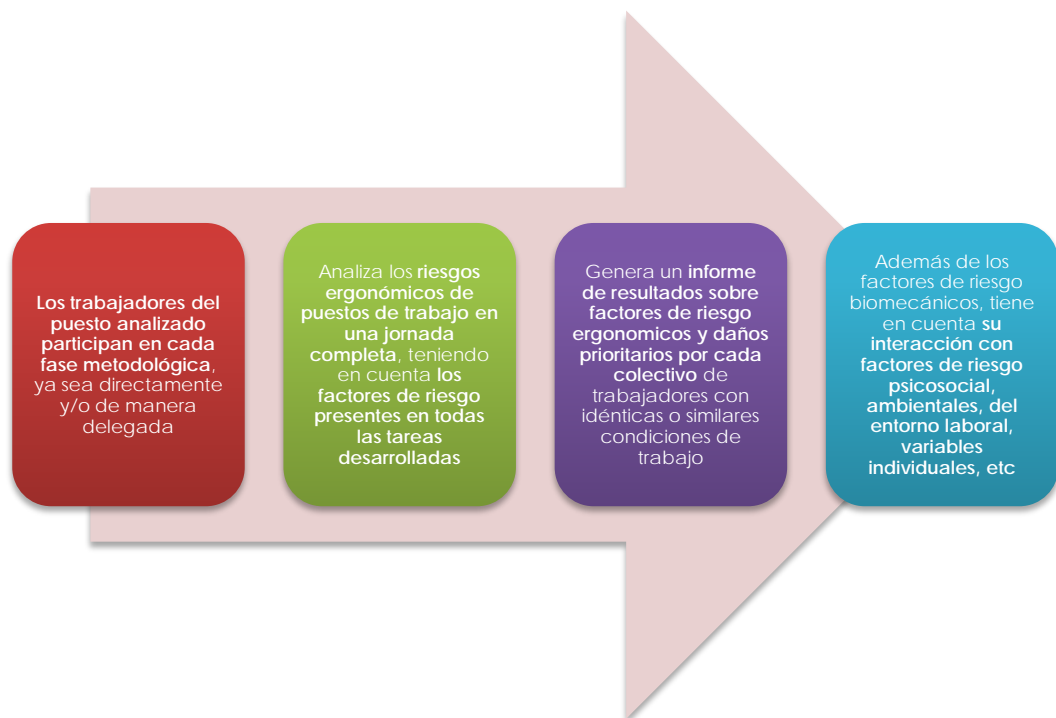 Los trabajadores del
puesto analizado
participan en cada
fase metodológica,
ya sea directamente
y/o de manera
delegada
Analiza los riesgos
ergonómicos de
puestos de trabajo en
una jornada
completa, teniendo
en cuenta los
factores de riesgo
presentes en todas
las tareas
desarrolladas
Genera un informe
de resultados sobre
factores de riesgo
ergonomicos y daños
prioritarios por cada
colectivo de
trabajadores con
idénticas o similares
condiciones de
trabajo
Además de los
factores de riesgo
biomecánicos, tiene
en cuenta su
interacción con
factores de riesgo
psicosocial,
ambientales, del
entorno laboral,
variables
individuales, etc